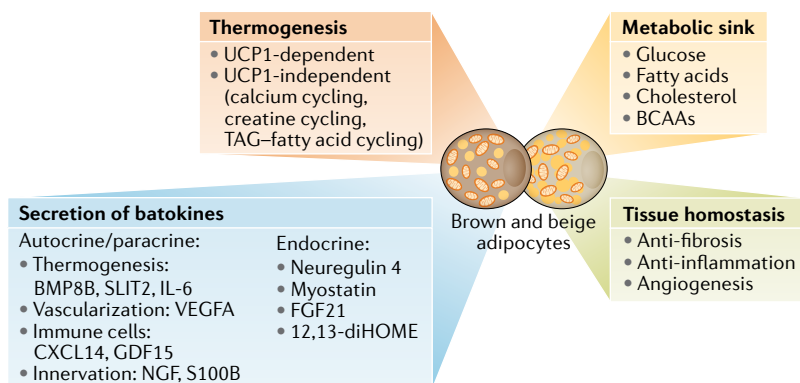 Thermogenesis
• UCP1-dependent
• UCP1-independent
(calcium cycling,
creatine cycling,
TAG–fatty acid cycling)
Metabolic sink
• Glucose
• Fatty acids
• Cholesterol
• BCAAs
Brown and beige
adipocytes
Secretion of batokines
Autocrine/paracrine:
• Thermogenesis:
BMP8B, SLIT2, IL-6
• Vascularization: VEGFA
• Immune cells:
CXCL14, GDF15
• Innervation: NGF, S100B
Endocrine:
• Neuregulin 4
• Myostatin
• FGF21
• 12,13-diHOME
Tissue homostasis
• Anti-fibrosis
• Anti-inflammation
• Angiogenesis